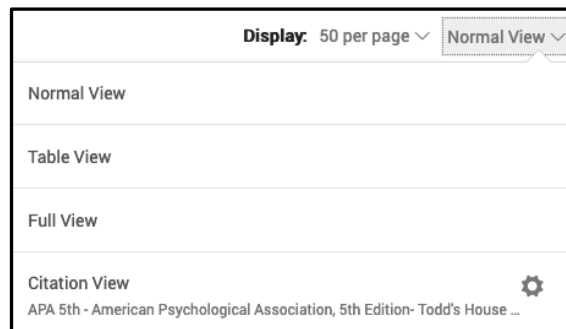 Display: 50 per page Normal View
Normal View
Table View
Full View
Citation View
APA 5th - American Psychological Association, 5th Edition- Todd's House ...